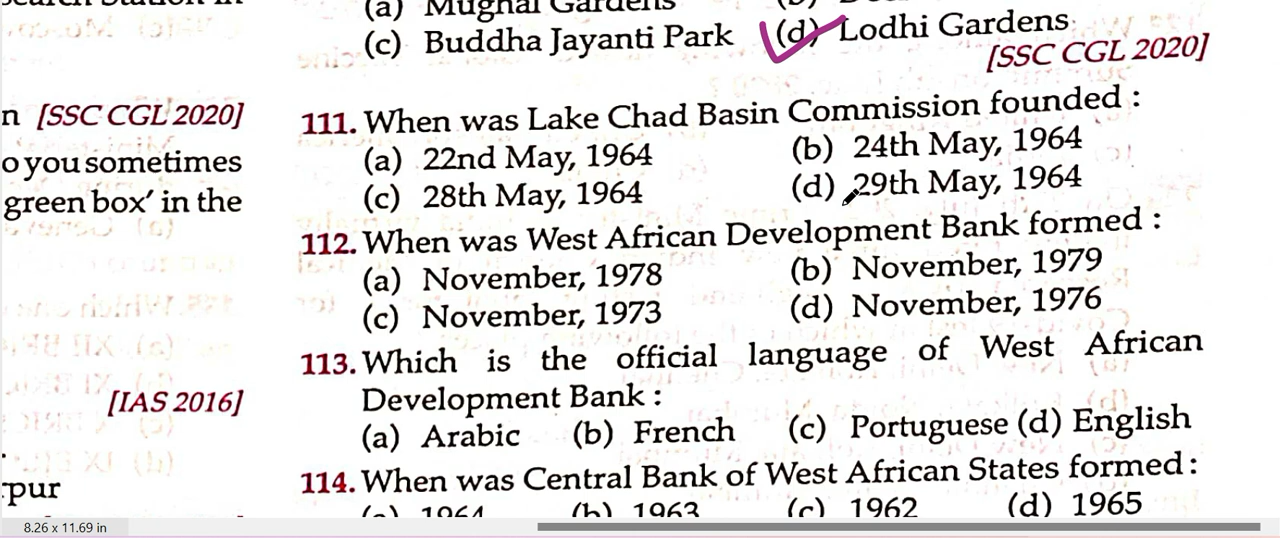 (a) Mughal Gardens
(c) Buddha Jayanti Park (d) Lodhi Gardens
[SSC CGL 2020]
n [SSC CGL 2020]
o you sometimes
green box' in the
[IAS 2016]
rpur
111. When was Lake Chad Basin Commission founded :
(a) 22nd May, 1964 (b) 24th May, 1964
(c) 28th May, 1964 (d) 29th May, 1964
112. When was West African Development Bank formed :
(a) November, 1978 (b) November, 1979
(c) November, 1973 (d) November, 1976
113. Which is the official language of West African
Development Bank :
(a) Arabic (b) French (c) Portuguese (d) English
114. When was Central Bank of West African States formed :
(a) 1964 (b) 1963 (c) 1962 (d) 1965
8.26 x 11.69 in